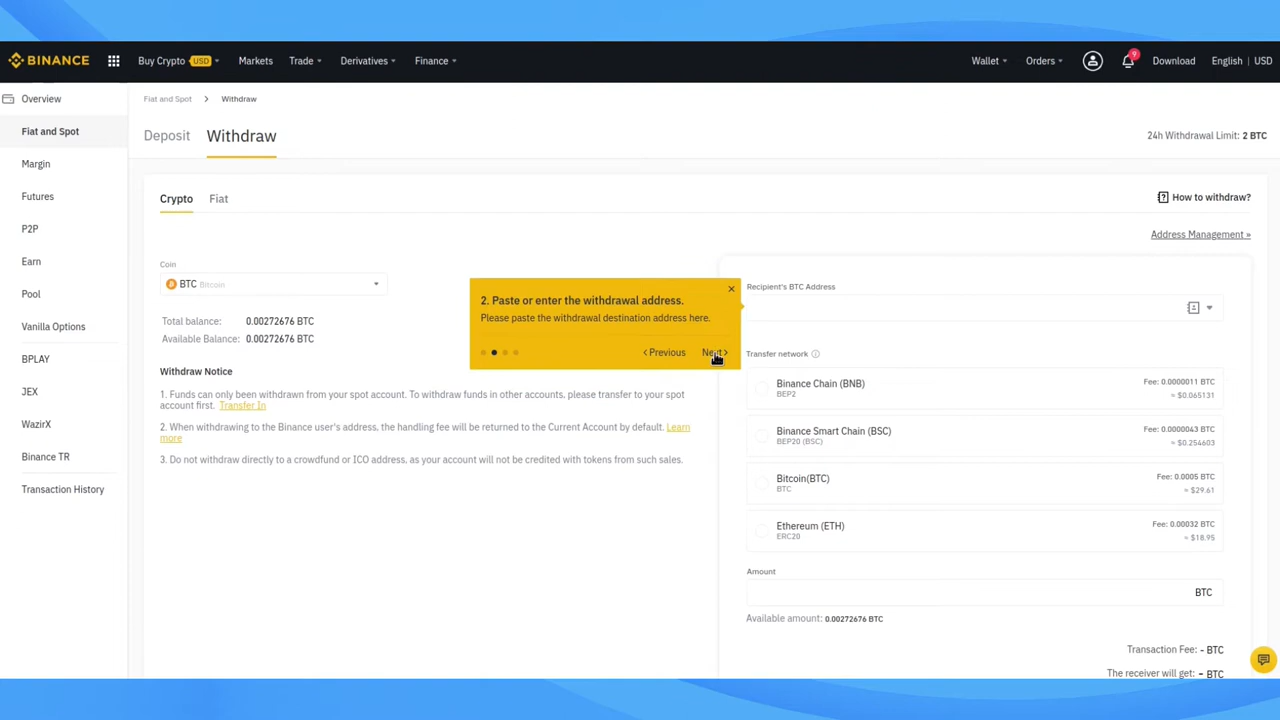 BINANCE
Buy Crypto USD
Markets
Trade
Derivatives
Finance
Wallet
Orders
9
Download
English | USD
Overview
Fiat and Spot
Margin
Futures
P2P
Earn
Pool
Vanilla Options
BPLAY
JEX
WazirX
Binance TR
Transaction History
Fiat and Spot > Withdraw
Deposit
Withdraw
24h Withdrawal Limit: 2 BTC
Crypto
Fiat
How to withdraw?
Address Management »
Coin
BTC Bitcoin
Total balance: 0.00272676 BTC
Available Balance: 0.00272676 BTC
Withdraw Notice
1. Funds can only been withdrawn from your spot account. To withdraw funds in other accounts, please transfer to your spot
account first. Transfer In
2. When withdrawing to the Binance user's address, the handling fee will be returned to the Current Account by default. Learn
more
3. Do not withdraw directly to a crowdfund or ICO address, as your account will not be credited with tokens from such sales.
2. Paste or enter the withdrawal address.
Please paste the withdrawal destination address here.
Previous
Next
Recipient's BTC Address
Transfer network
Binance Chain (BNB)
BEP2
Fee: 0.0000011 BTC
≈ $0.065131
Binance Smart Chain (BSC)
BEP20 (BSC)
Fee: 0.0000043 BTC
≈ $0.254603
Bitcoin(BTC)
BTC
Fee: 0.0005 BTC
≈ $29.61
Ethereum (ETH)
ERC20
Fee: 0.00032 BTC
≈ $18.95
Amount
BTC
Available amount: 0.00272676 BTC
Transaction Fee: - BTC
The receiver will get: - BTC